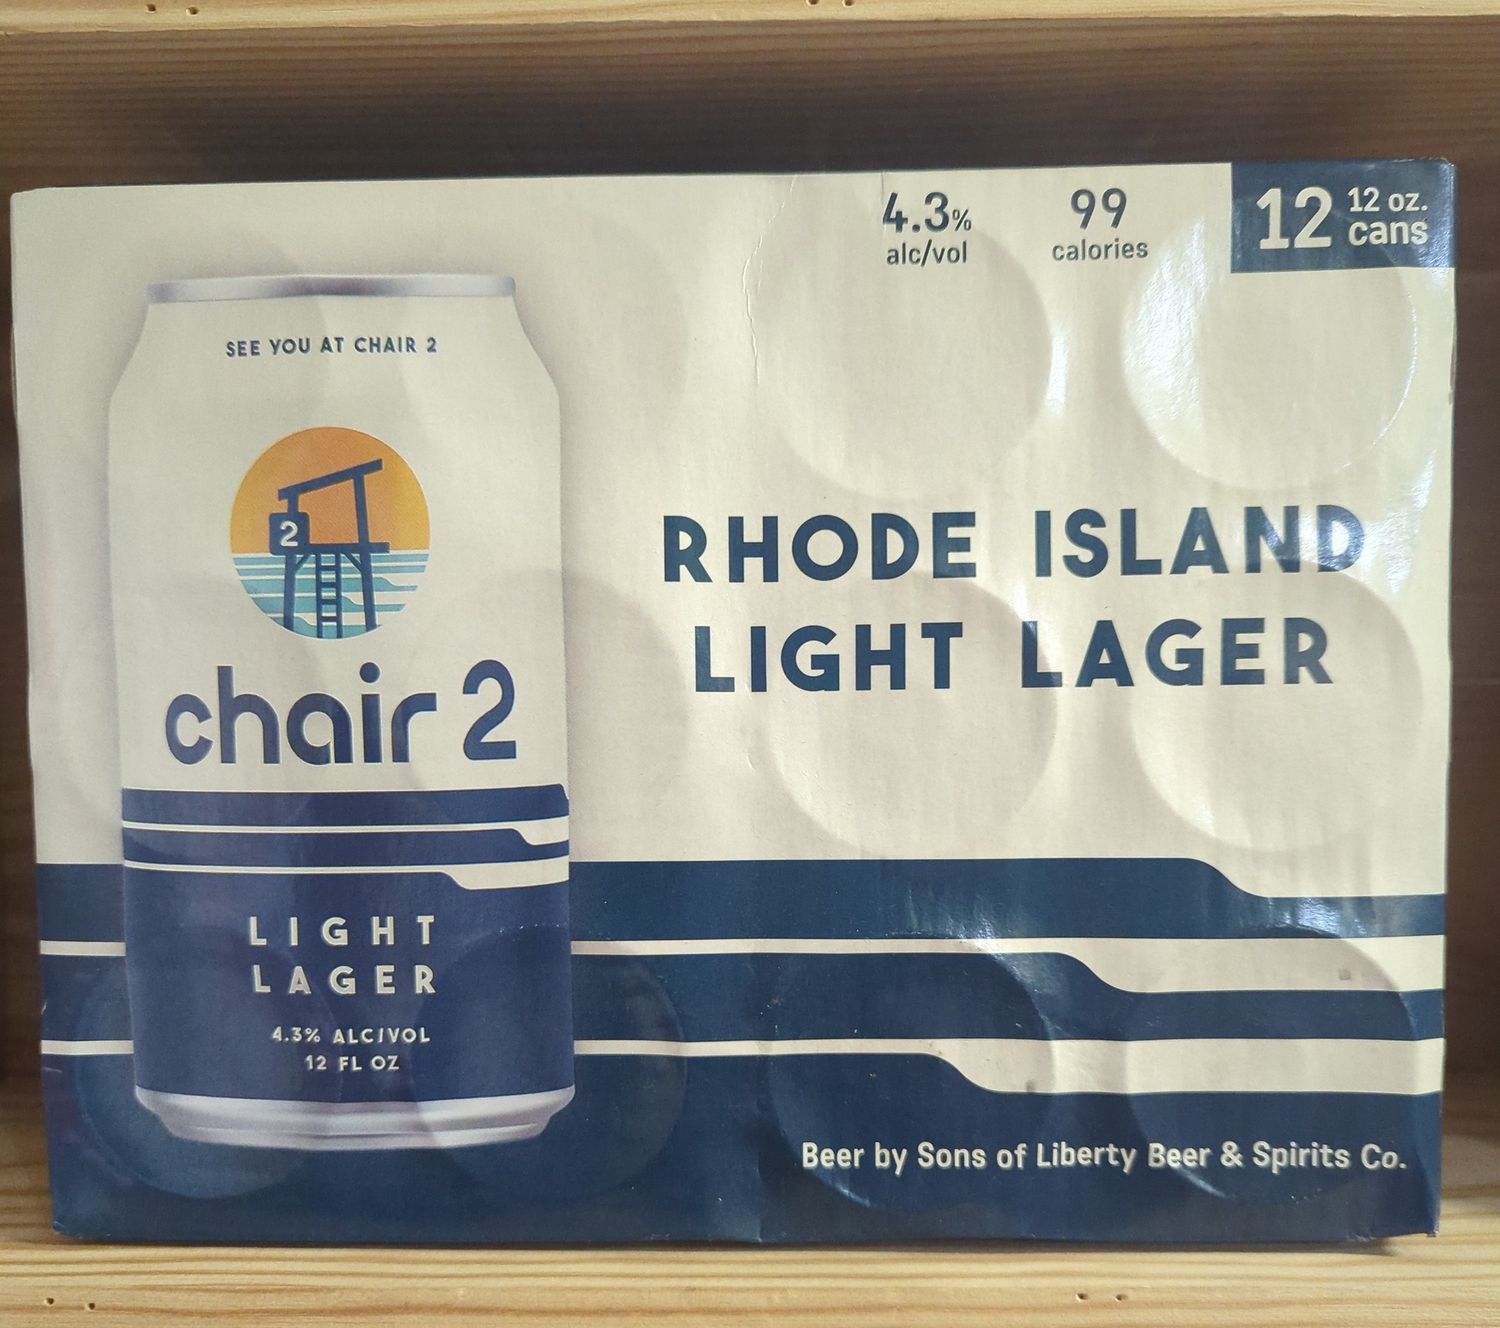 4.3%
alc/vol
99
calories
12 12 oz.
cans
SEE YOU AT CHAIR 2
2
chair 2
LIGHT
LAGER
4.3% ALC/VOL
12 FL OZ
RHODE ISLAND
LIGHT LAGER
Beer by Sons of Liberty Beer & Spirits Co.